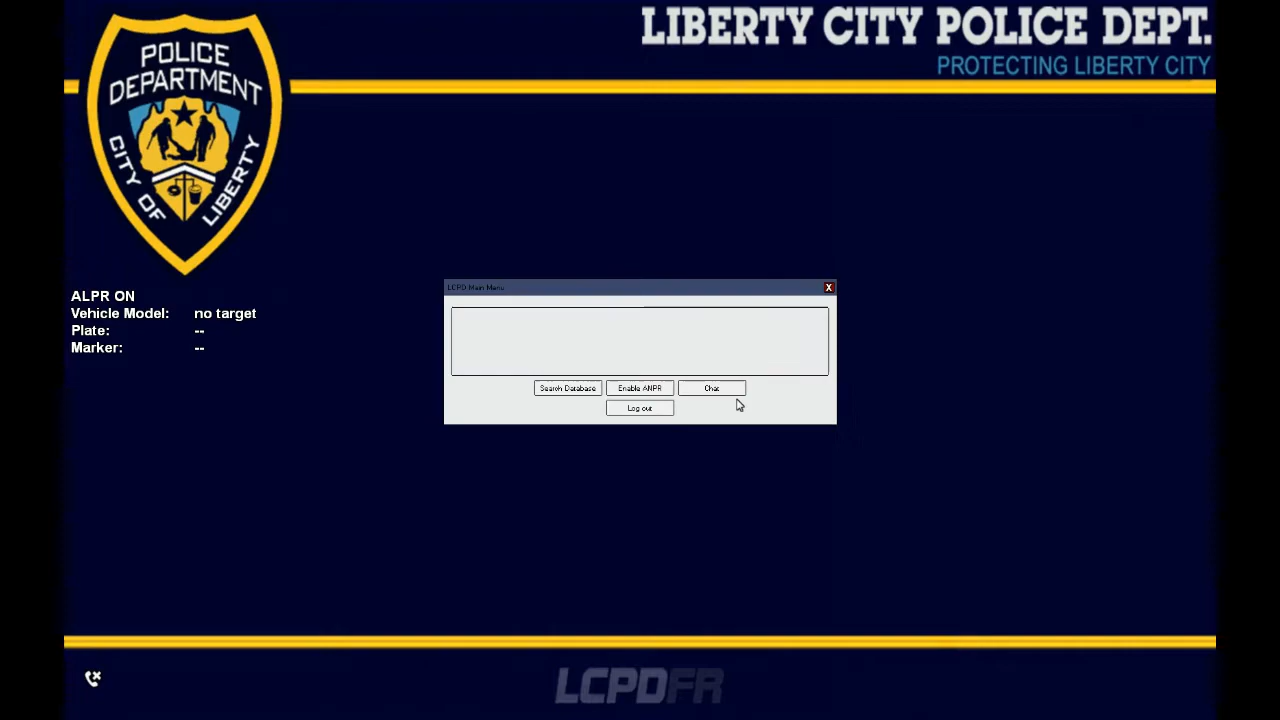 LIBERTY CITY POLICE DEPT.
PROTECTING LIBERTY CITY
POLICE
DEPARTMENT
CITY OF
LIBERTY
ALPR ON
Vehicle Model: no target
Plate: --
Marker: --
LCPD Main Menu
X
Search Database Enable ANPR Chat
Log out
LCPDFR